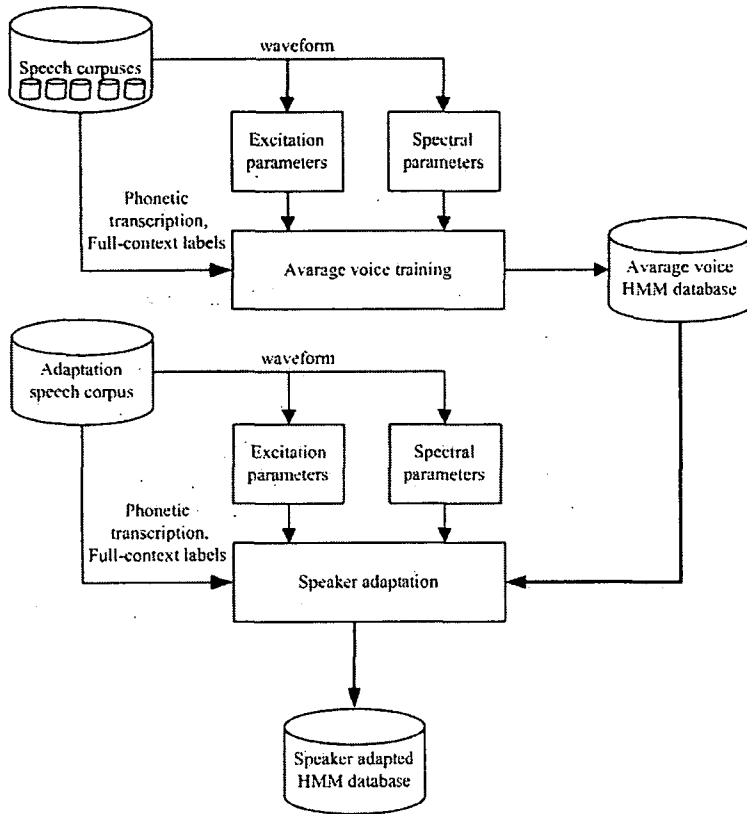 waveform
Speech corpuses
Excitation
parameters
Spectral
parameters
Phonetic
transcription,
Full-context labels
Avarage voice training
Avarage voice
HMM database
waveform
Adaptation
speech corpus
Excitation
parameters
Spectral
parameters
Phonetic
transcription.
Full-context labels
Speaker adaptation
Speaker adapted
HMM database